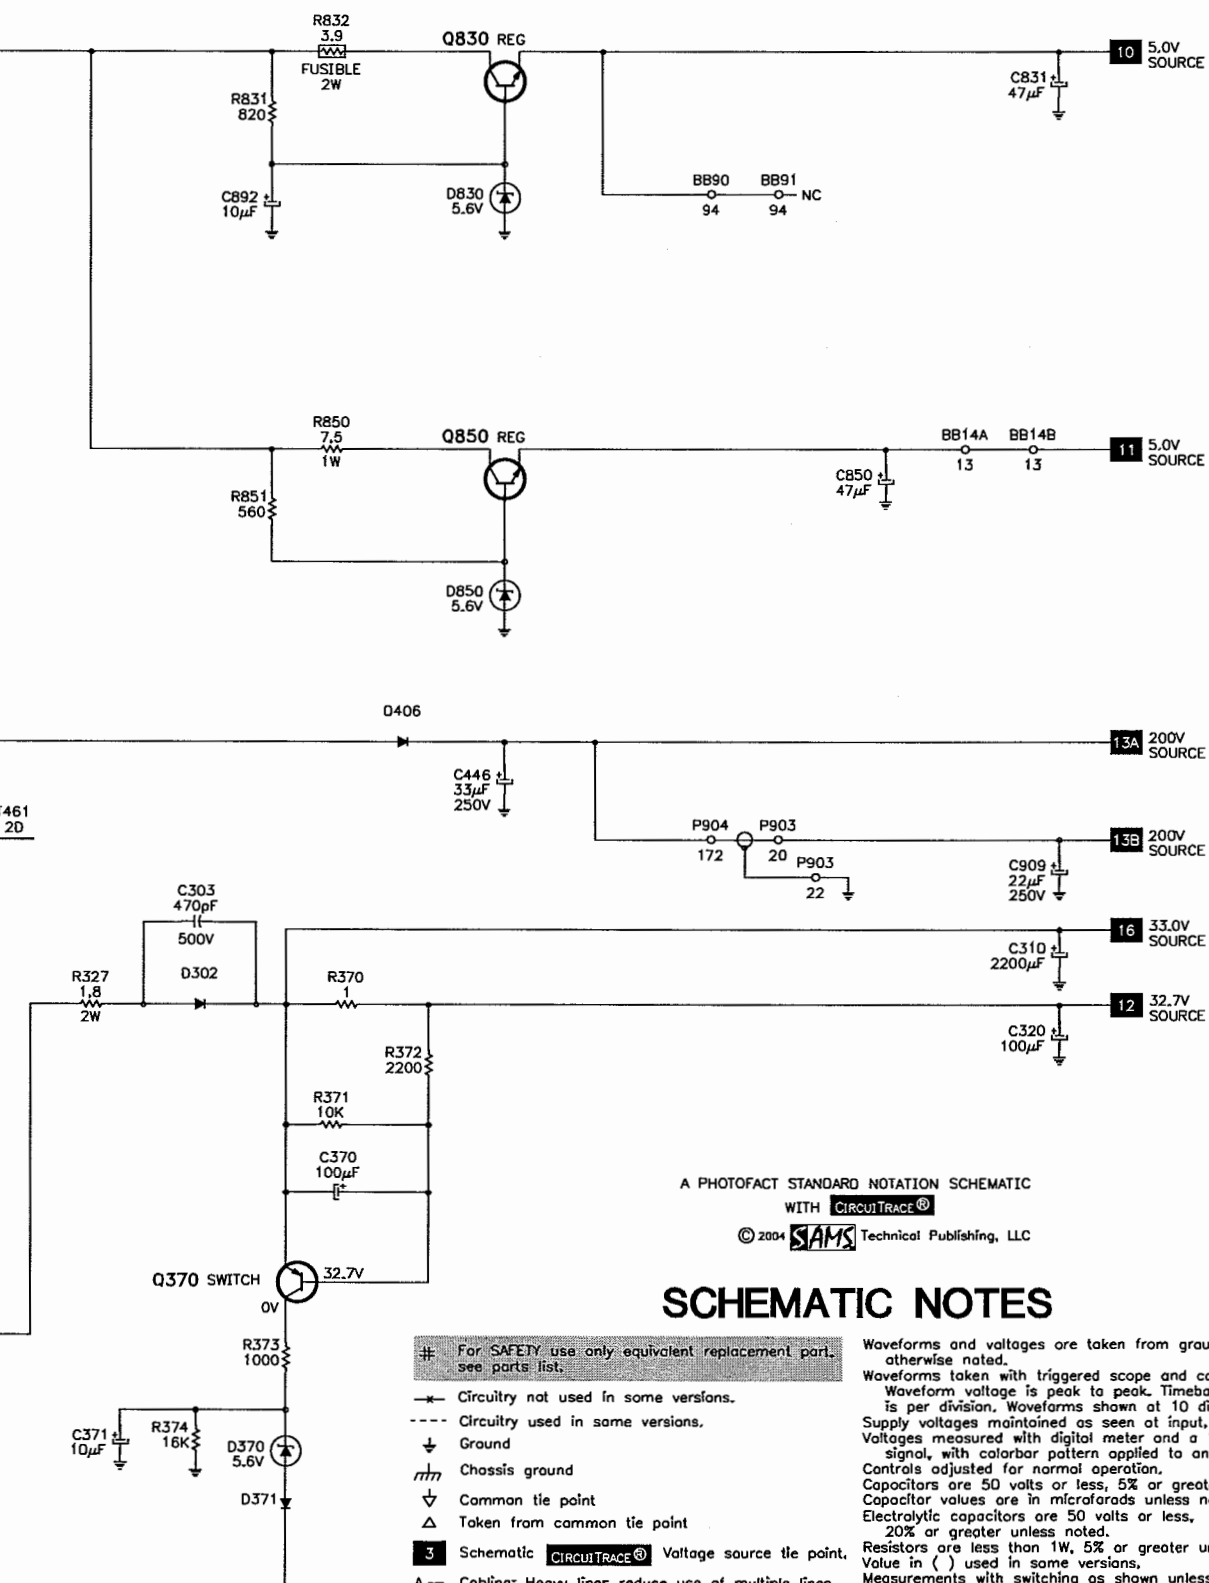 R832
3.9
FUSIBLE
2W
Q830 REG
10 5.0V
SOURCE
C831 +
47µF
R831
820
C892 +
10µF
D830
5.6V
BB90 BB91
NC
94 94
R850
7.5
1W
Q850 REG
BB14A BB14B
13 13
11 5.0V
SOURCE
C850 +
47µF
R851
560
D850
5.6V
D406
13A 200V
SOURCE
C446 +
33µF
250V
461
2D
P904 P903
172 20
P903
22
13B 200V
SOURCE
C909 +
22µF
250V
C303
470pF
500V
16 33.0V
SOURCE
C310 +
2200µF
R327
1.8
2W
D302
R370
1
12 32.7V
SOURCE
C320 +
100µF
R372
2200
R371
10K
C370
100µF
+
A PHOTOFACT STANDARD NOTATION SCHEMATIC
WITH CIRCUITRACE®
© 2004 SAMS Technical Publishing, LLC
Q370 SWITCH
32.7V
0V
R373
1000
C371 +
10µF
R374
16K
D370
5.6V
D371
SCHEMATIC NOTES
# For SAFETY use only equivalent replacement part,
see parts list.
Circuitry not used in some versions.
Circuitry used in some versions.
Ground
Chassis ground
Common tie point
Taken from common tie point
3 Schematic CIRCUITRACE® Voltage source tie point.
Cabling: Heavy lines reduce use of multiple lines
Waveforms and voltages are taken from
otherwise noted.
Waveforms taken with triggered scope and
Waveform voltage is peak to peak.
is per division. Waveforms shown at 10
Supply voltages maintained as seen at input.
Voltages measured with digital meter and a
signal, with colorbar pattern applied to
Controls adjusted for normal operation.
Capacitors are 50 volts or less, 5% or
Capacitor values are in microfarads unless
Electrolytic capacitors are 50 volts or less,
20% or greater unless noted.
Resistors are less than 1W, 5% or greater
Value in ( ) used in some versions.
Measurements with switching as shown